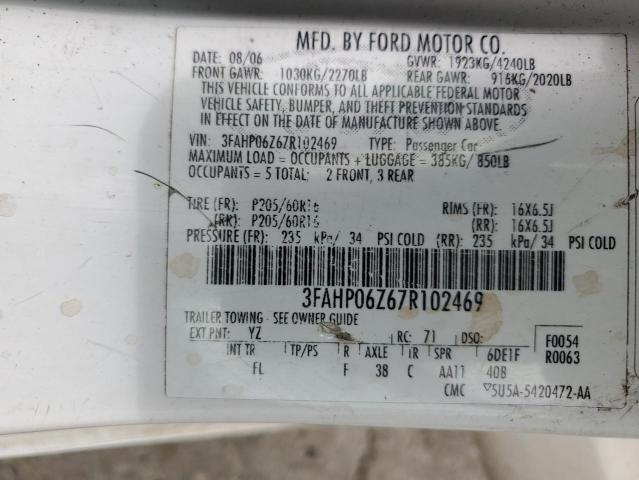 MFD. BY FORD MOTOR CO.
DATE: 08/06 GVWR: 1923KG/4240LB
FRONT GAWR: 1030KG/2270LB REAR GAWR: 916KG/2020LB
THIS VEHICLE CONFORMS TO ALL APPLICABLE FEDERAL MOTOR
VEHICLE SAFETY, BUMPER, AND THEFT PREVENTION STANDARDS
IN EFFECT ON THE DATE OF MANUFACTURE SHOWN ABOVE.
VIN: 3FAHP06Z67R102469 TYPE: Passenger Car
MAXIMUM LOAD = OCCUPANTS + LUGGAGE = 385KG/ 850LB
OCCUPANTS = 5 TOTAL: 2 FRONT, 3 REAR
TIRE (FR): P205/60R16 RIMS (FR): 16X6.5J
(RR): P205/60R16 (RR): 16X6.5J
PRESSURE (FR): 235 kPa/ 34 PSI COLD (RR): 235 kPa/ 34 PSI COLD
3FAHP06Z67R102469
TRAILER TOWING - SEE OWNER GUIDE
EXT PNT: YZ RC: 71 DSO: F0054
INT TR TP/PS R AXLE TR SPR 6DE1F R0063
FL F 38 C AA11 40B
CMC ▽5U5A-5420472-AA